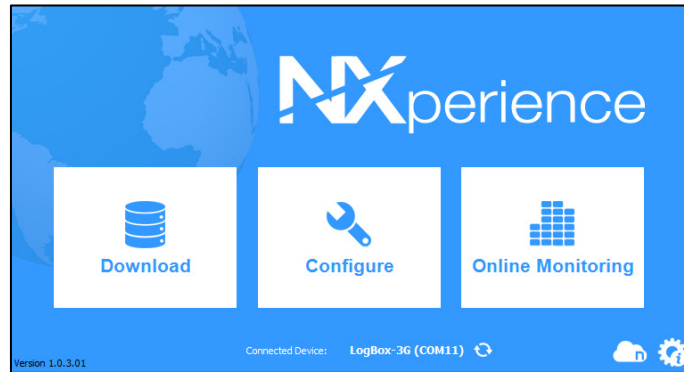 NXperience
Download Configure Online Monitoring
Connected Device: LogBox-3G (COM11)
n
i
Version 1.0.3.01